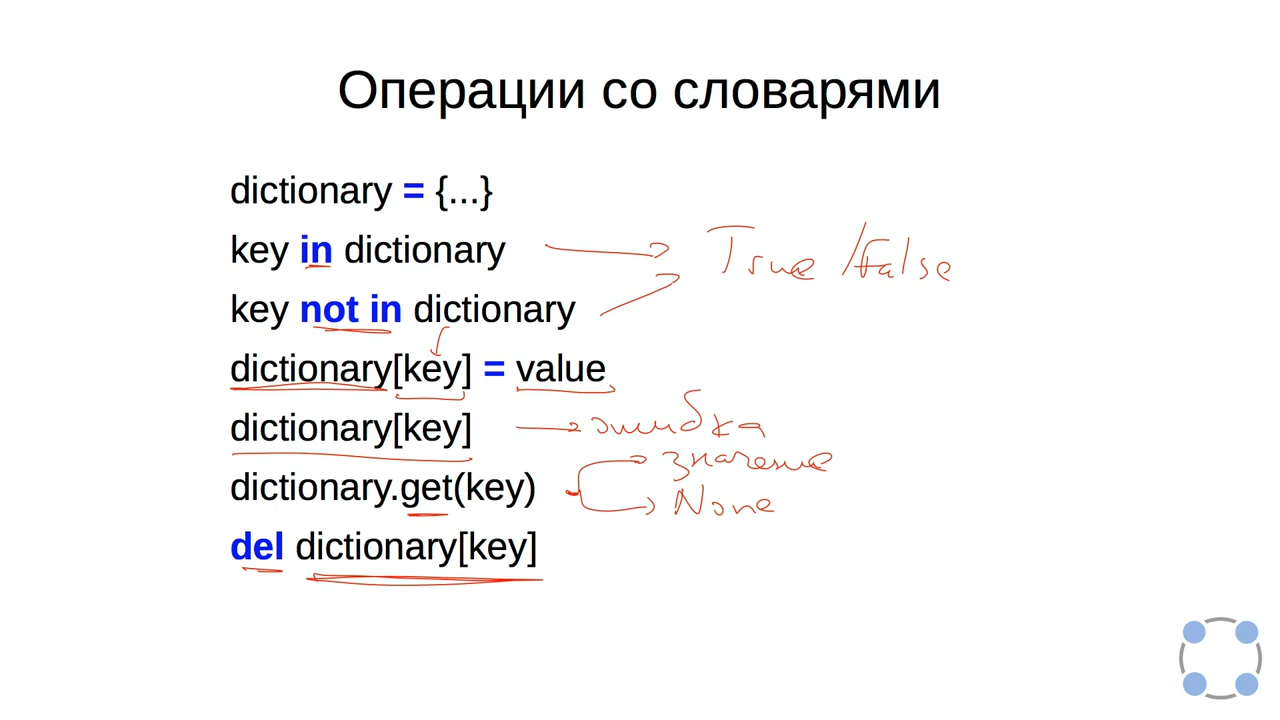 Операции со словарями
dictionary = {...}
key in dictionary
True / False
key not in dictionary
dictionary[key] = value
dictionary[key]
ошибка
значение
dictionary.get(key)
None
del dictionary[key]